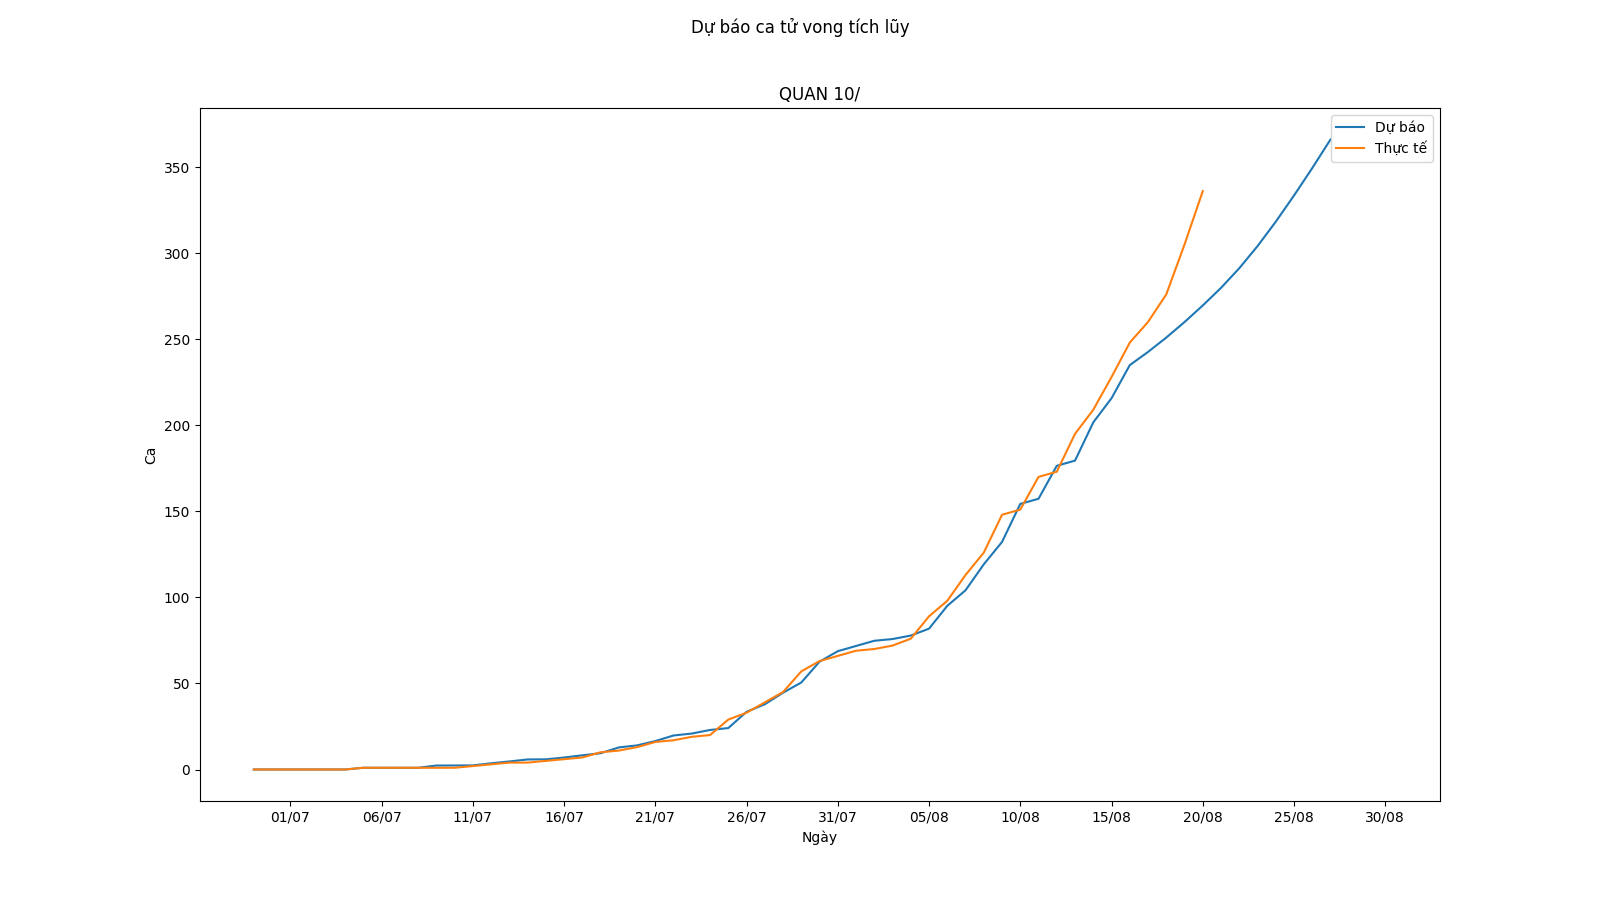 Dự báo ca tử vong tích lũy
QUAN 10/
Dự báo
Thực tế
350
300
250
200
150
100
50
0
Ca
01/07 06/07 11/07 16/07 21/07 26/07 31/07 05/08 10/08 15/08 20/08 25/08 30/08
Ngày